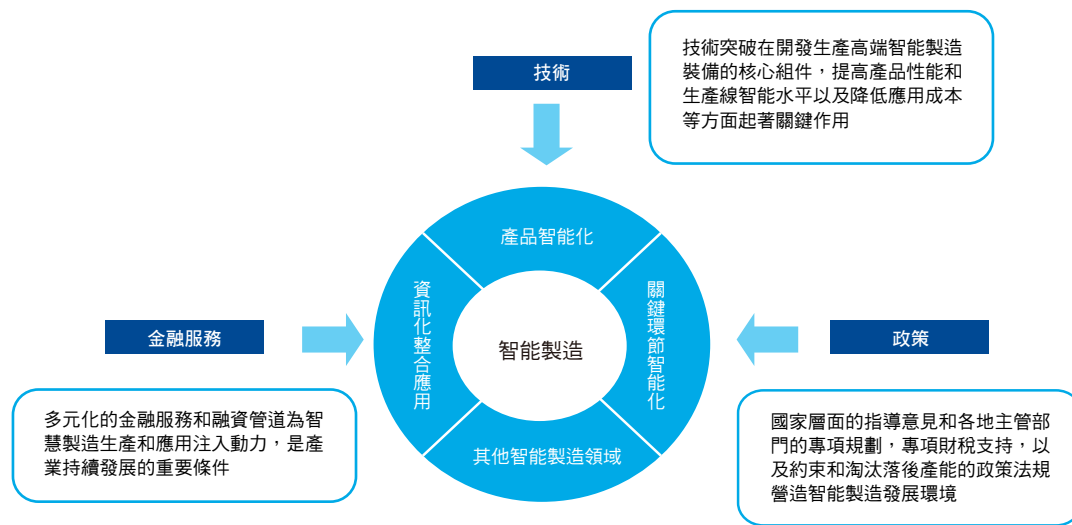 技術
技術突破在開發生產高端智能製造
裝備的核心組件，提高產品性能和
生產線智能水平以及降低應用成本
等方面起著關鍵作用
產品智能化
資訊化整合應用
智能製造
關鍵環節智能化
其他智能製造領域
金融服務
多元化的金融服務和融資管道為智
慧製造生產和應用注入動力，是產
業持續發展的重要條件
政策
國家層面的指導意見和各地主管部
門的專項規劃，專項財稅支持，以
及約束和淘汰落後產能的政策法規
營造智能製造發展環境